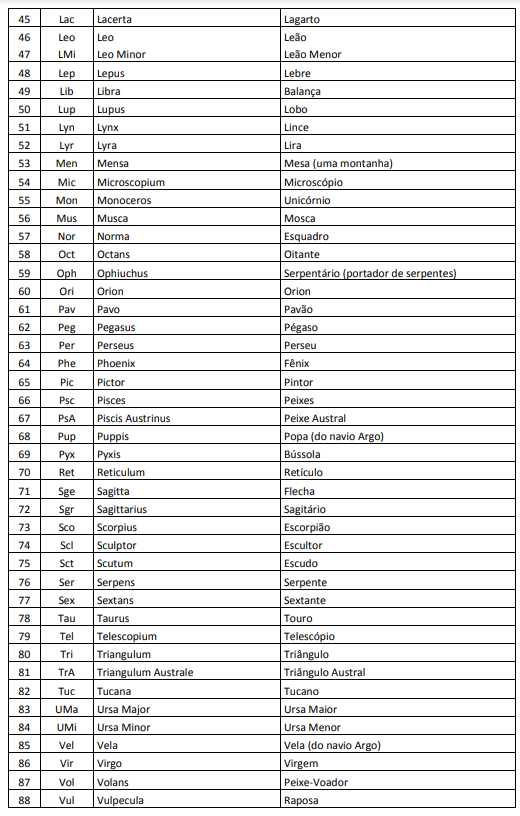 45 Lac Lacerta Lagarto
46 Leo Leo Leão
47 LMi Leo Minor Leão Menor
48 Lep Lepus Lebre
49 Lib Libra Balança
50 Lup Lupus Lobo
51 Lyn Lynx Lince
52 Lyr Lyra Lira
53 Men Mensa Mesa (uma montanha)
54 Mic Microscopium Microscópio
55 Mon Monoceros Unicórnio
56 Mus Musca Mosca
57 Nor Norma Esquadro
58 Oct Octans Oitante
59 Oph Ophiuchus Serpentário (portador de serpentes)
60 Ori Orion Orion
61 Pav Pavo Pavão
62 Peg Pegasus Pégaso
63 Per Perseus Perseu
64 Phe Phoenix Fênix
65 Pic Pictor Pintor
66 Psc Pisces Peixes
67 PsA Piscis Austrinus Peixe Austral
68 Pup Puppis Popa (do navio Argo)
69 Pyx Pyxis Bússola
70 Ret Reticulum Retículo
71 Sge Sagitta Flecha
72 Sgr Sagittarius Sagitário
73 Sco Scorpius Escorpião
74 Scl Sculptor Escultor
75 Sct Scutum Escudo
76 Ser Serpens Serpente
77 Sex Sextans Sextante
78 Tau Taurus Touro
79 Tel Telescopium Telescópio
80 Tri Triangulum Triângulo
81 TrA Triangulum Australe Triângulo Austral
82 Tuc Tucana Tucano
83 UMa Ursa Major Ursa Maior
84 UMi Ursa Minor Ursa Menor
85 Vel Vela Vela (do navio Argo)
86 Vir Virgo Virgem
87 Vol Volans Peixe-Voador
88 Vul Vulpecula Raposa